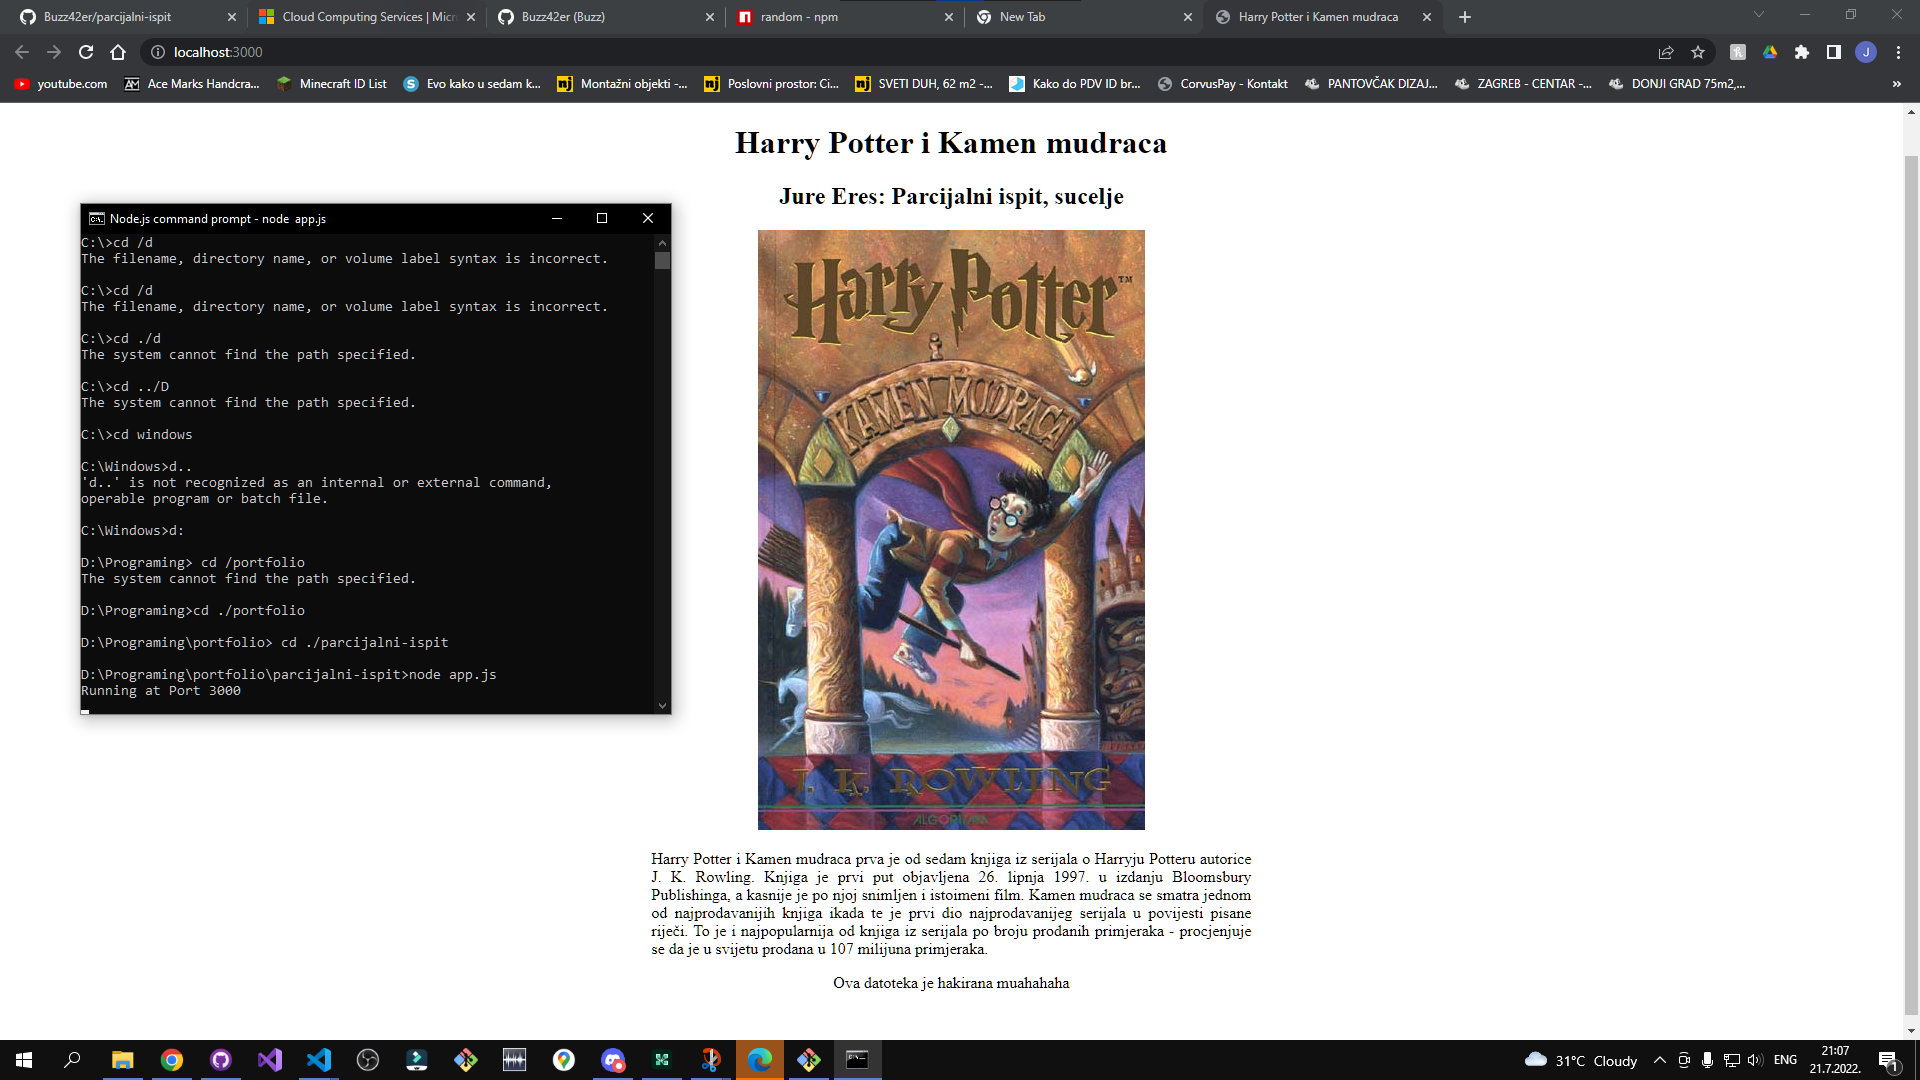 Buzz42er/parcijalni-ispit
Cloud Computing Services | Micr
Buzz42er (Buzz)
random - npm
New Tab
Harry Potter i Kamen mudraca
localhost:3000
J
youtube.com
Ace Marks Handcra...
Minecraft ID List
Evo kako u sedam k...
Montažni objekti -...
Poslovni prostor: Ci...
SVETI DUH, 62 m2 -...
Kako do PDV ID br...
CorvusPay - Kontakt
PANTOVČAK DIZAJ...
ZAGREB - CENTAR -...
DONJI GRAD 75m2,...
»
Harry Potter i Kamen mudraca
Jure Eres: Parcijalni ispit, sucelje
Node.js command prompt - node  app.js
C:\>cd /d
The filename, directory name, or volume label syntax is incorrect.
C:\>cd /d
The filename, directory name, or volume label syntax is incorrect.
C:\>cd ./d
The system cannot find the path specified.
C:\>cd ../D
The system cannot find the path specified.
C:\>cd windows
C:\Windows>d..
'd..' is not recognized as an internal or external command,
operable program or batch file.
C:\Windows>d:
D:\Programing> cd /portfolio
The system cannot find the path specified.
D:\Programing>cd ./portfolio
D:\Programing\portfolio> cd ./parcijalni-ispit
D:\Programing\portfolio\parcijalni-ispit>node app.js
Running at Port 3000
Harry Potter™
KAMEN MUDRACA
J. K. ROWLING
ALGORITAM
Harry Potter i Kamen mudraca prva je od sedam knjiga iz serijala o Harryju Potteru autorice
J. K. Rowling. Knjiga je prvi put objavljena 26. lipnja 1997. u izdanju Bloomsbury
Publishinga, a kasnije je po njoj snimljen i istoimeni film. Kamen mudraca se smatra jednom
od najprodavanijih knjiga ikada te je prvi dio najprodavanijeg serijala u povijesti pisane
riječi. To je i najpopularnija od knjiga iz serijala po broju prodanih primjeraka - procjenjuje
se da je u svijetu prodana u 107 milijuna primjeraka.
Ova datoteka je hakirana muahahaha
31°C Cloudy
ENG
21:07
21.7.2022.
1